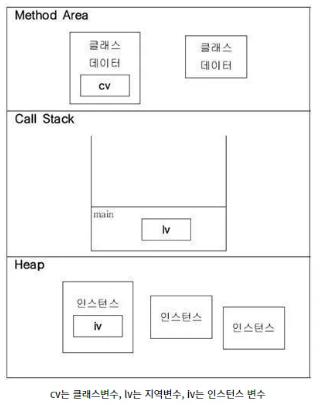 Method Area
클래스
데이터
cv
클래스
데이터
Call Stack
main
lv
Heap
인스턴스
iv
인스턴스
인스턴스
cv는 클래스변수, lv는 지역변수, iv는 인스턴스 변수